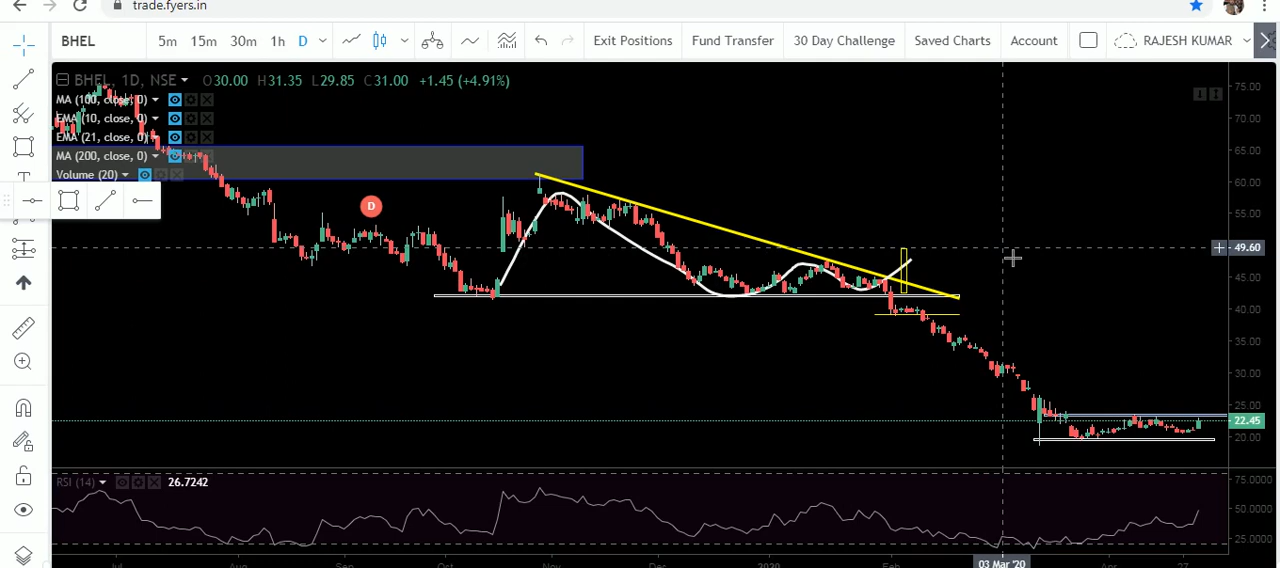 trade.fyers.in
BHEL 5m 15m 30m 1h D Exit Positions Fund Transfer 30 Day Challenge Saved Charts Account RAJESH KUMAR
BHEL, 1D, NSE O30.00 H31.35 L29.85 C31.00 +1.45 (+4.91%)
MA (100, close, 0)
EMA (10, close, 0)
EMA (21, close, 0)
MA (200, close, 0)
Volume (20)
D
75.00
70.00
65.00
60.00
55.00
49.60
45.00
40.00
35.00
30.00
25.00
22.45
20.00
RSI (14) 26.7242
75.0000
50.0000
25.0000
Jul Aug Sep Oct Nov Dec 2020 Feb 03 Mar '20 Apr 27